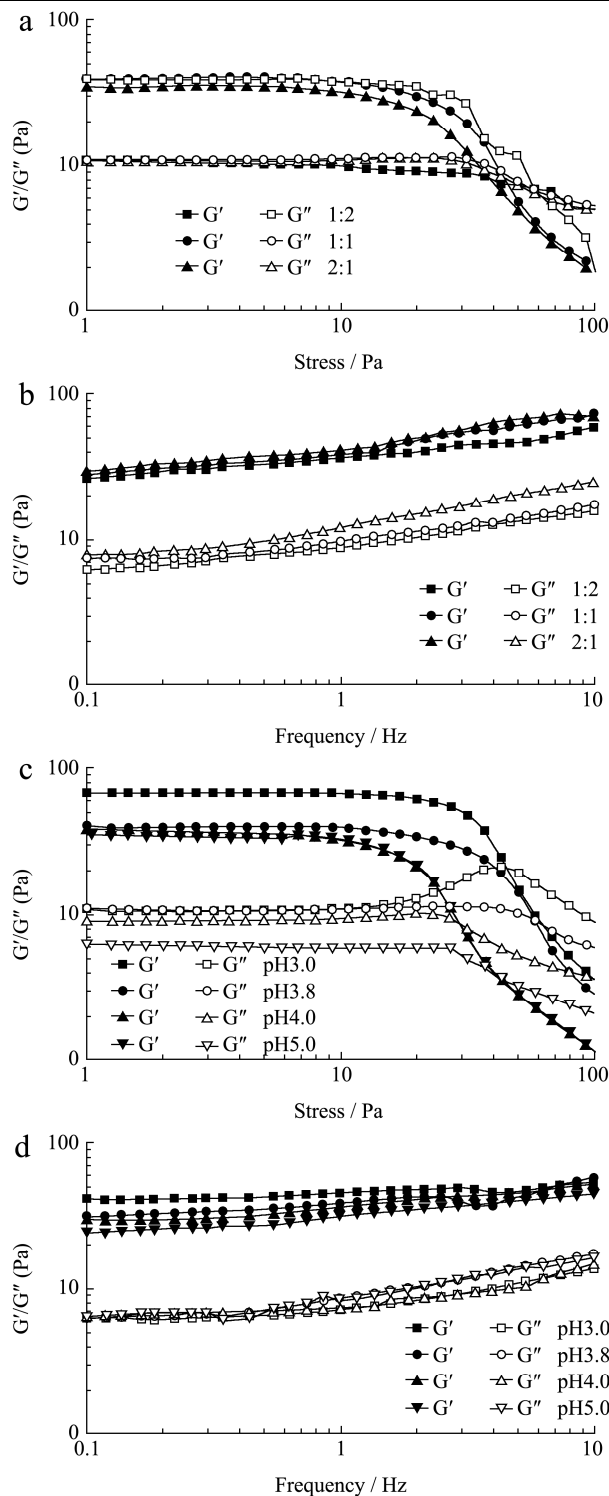 a
100
10
0
G′/G″ (Pa)
G′ G″ 1:2
G′ G″ 1:1
G′ G″ 2:1
1 10 100
Stress / Pa
b
100
10
0
G′/G″ (Pa)
G′ G″ 1:2
G′ G″ 1:1
G′ G″ 2:1
0.1 1 10
Frequency / Hz
c
100
10
0
G′/G″ (Pa)
G′ G″ pH3.0
G′ G″ pH3.8
G′ G″ pH4.0
G′ G″ pH5.0
1 10 100
Stress / Pa
d
100
10
0
G′/G″ (Pa)
G′ G″ pH3.0
G′ G″ pH3.8
G′ G″ pH4.0
G′ G″ pH5.0
0.1 1 10
Frequency / Hz